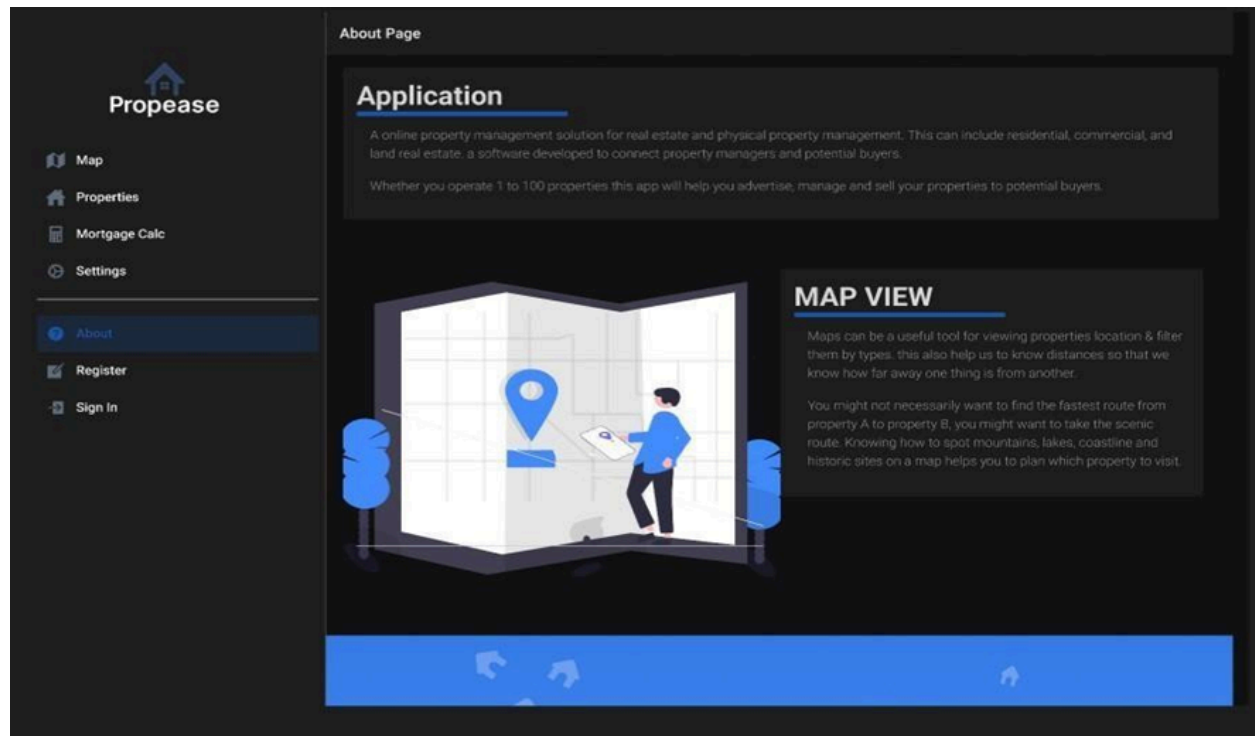 Propease
Map
Properties
Mortgage Calc
Settings
About
Register
Sign In
About Page
Application
A online property management solution for real estate and physical property management. This can include residential, commercial, and
land real estate. a software developed to connect property managers and potential buyers.
Whether you operate 1 to 100 properties this app will help you advertise, manage and sell your properties to potential buyers.
MAP VIEW
Maps can be a useful tool for viewing properties location & filter
them by types. this also help us to know distances so that we
know how far away one thing is from another.
You might not necessarily want to find the fastest route from
property A to property B, you might want to take the scenic
route. Knowing how to spot mountains, lakes, coastline and
historic sites on a map helps you to plan which property to visit.